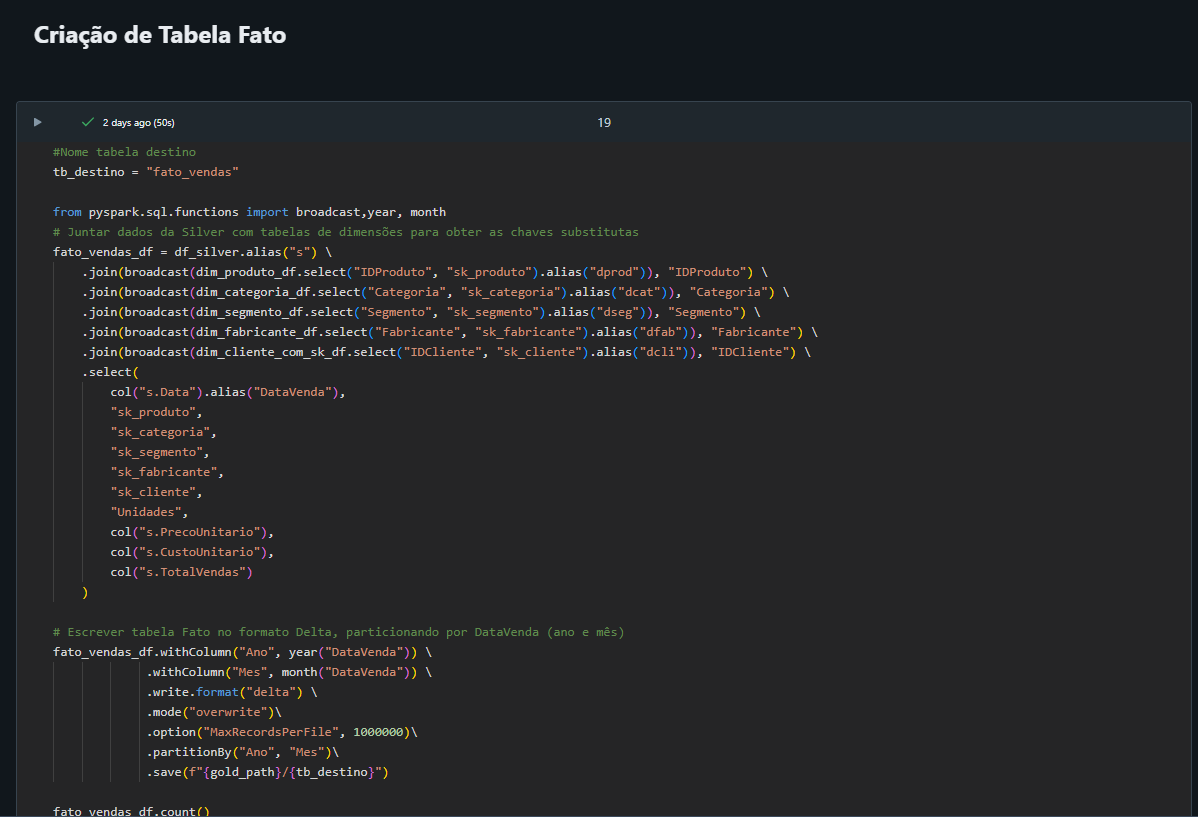 Criação de Tabela Fato
2 days ago (50s)
19
#Nome tabela destino
tb_destino = "fato_vendas"
from pyspark.sql.functions import broadcast,year, month
# Juntar dados da Silver com tabelas de dimensões para obter as chaves substitutas
fato_vendas_df = df_silver.alias("s") \
.join(broadcast(dim_produto_df.select("IDProduto", "sk_produto").alias("dprod")), "IDProduto") \
.join(broadcast(dim_categoria_df.select("Categoria", "sk_categoria").alias("dcat")), "Categoria") \
.join(broadcast(dim_segmento_df.select("Segmento", "sk_segmento").alias("dseg")), "Segmento") \
.join(broadcast(dim_fabricante_df.select("Fabricante", "sk_fabricante").alias("dfab")), "Fabricante") \
.join(broadcast(dim_cliente_com_sk_df.select("IDCliente", "sk_cliente").alias("dcli")), "IDCliente") \
.select(
col("s.Data").alias("DataVenda"),
"sk_produto",
"sk_categoria",
"sk_segmento",
"sk_fabricante",
"sk_cliente",
"Unidades",
col("s.PrecoUnitario"),
col("s.CustoUnitario"),
col("s.TotalVendas")
)
# Escrever tabela Fato no formato Delta, particionando por DataVenda (ano e mês)
fato_vendas_df.withColumn("Ano", year("DataVenda")) \
.withColumn("Mes", month("DataVenda")) \
.write.format("delta") \
.mode("overwrite")\
.option("MaxRecordsPerFile", 1000000)\
.partitionBy("Ano", "Mes")\
.save(f"{gold_path}/{tb_destino}")
fato_vendas_df.count()